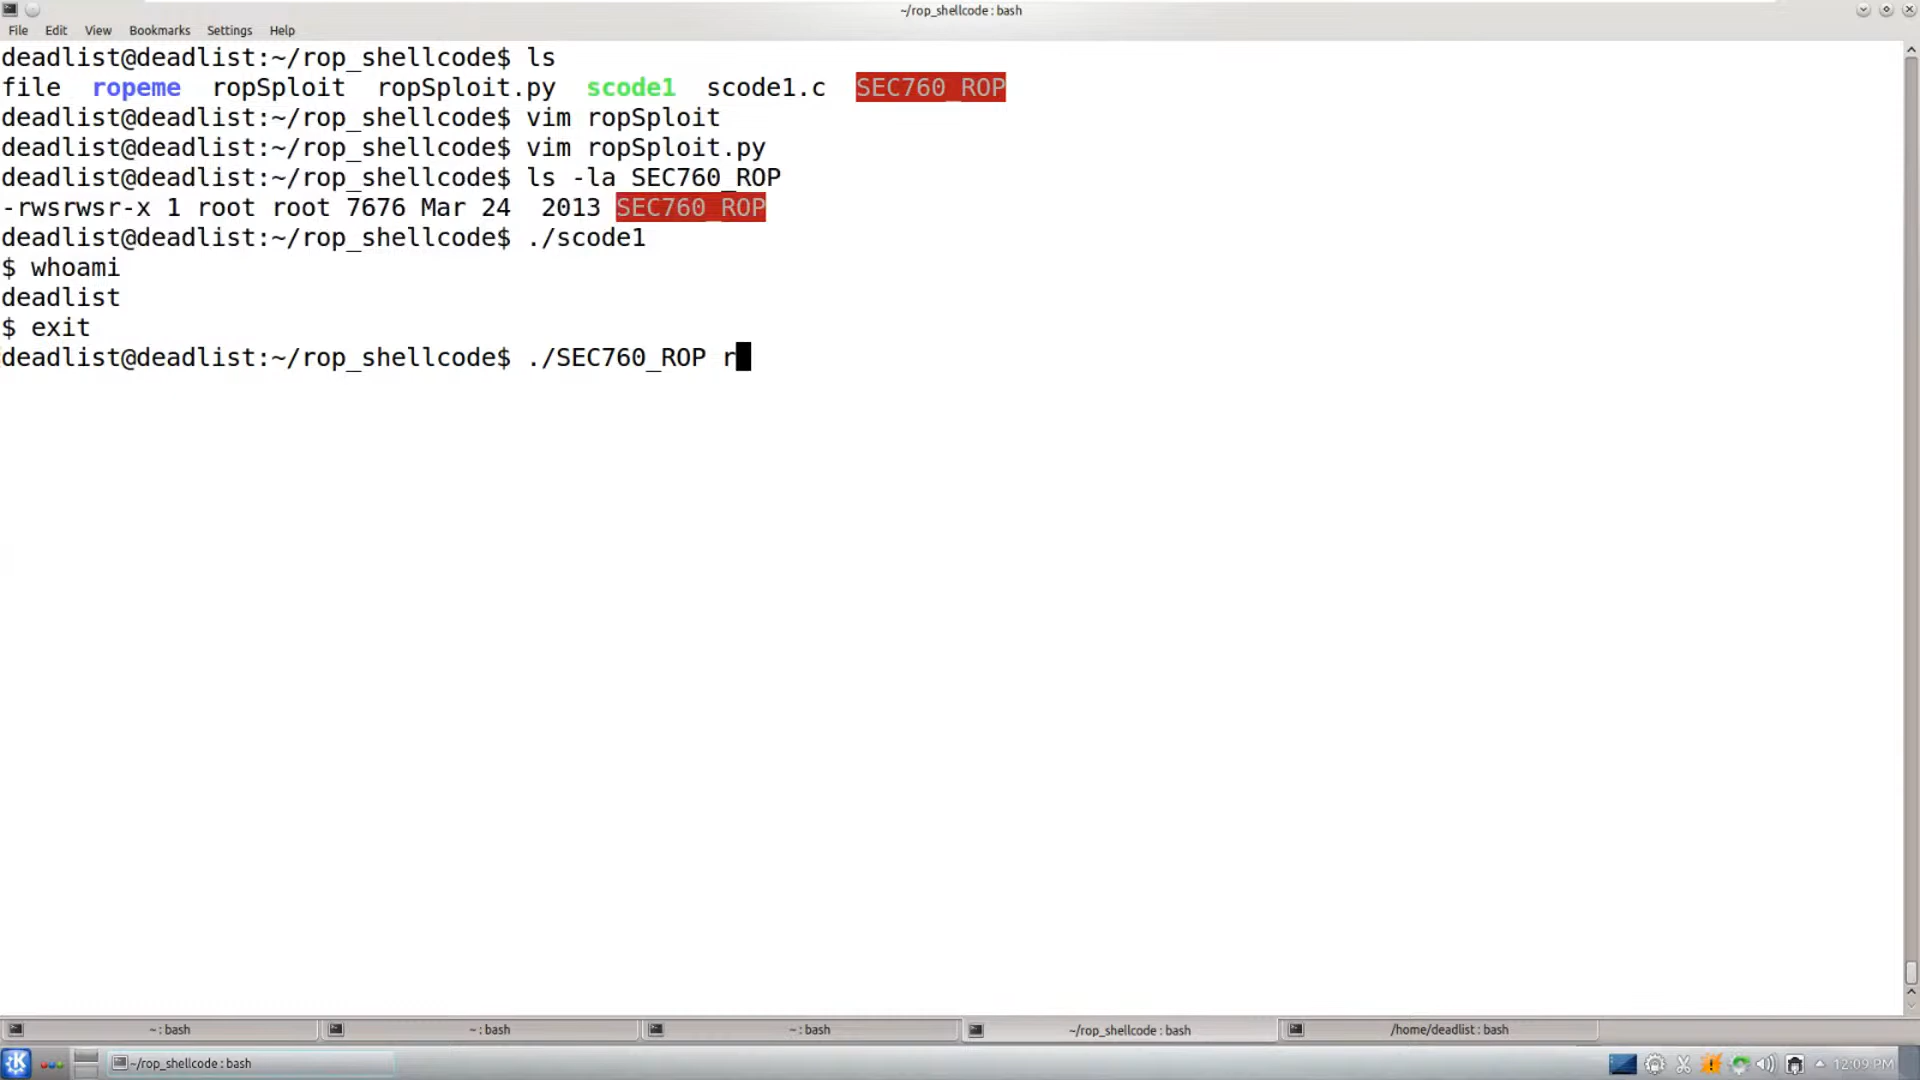 ~/rop_shellcode : bash
File Edit View Bookmarks Settings Help
deadlist@deadlist:~/rop_shellcode$ ls
file ropeme ropSploit ropSploit.py scode1 scode1.c SEC760_ROP
deadlist@deadlist:~/rop_shellcode$ vim ropSploit
deadlist@deadlist:~/rop_shellcode$ vim ropSploit.py
deadlist@deadlist:~/rop_shellcode$ ls -la SEC760_ROP
-rwsrwsr-x 1 root root 7676 Mar 24  2013 SEC760_ROP
deadlist@deadlist:~/rop_shellcode$ ./scode1
$ whoami
deadlist
$ exit
deadlist@deadlist:~/rop_shellcode$ ./SEC760_ROP r
~ : bash ~ : bash ~ : bash ~/rop_shellcode : bash /home/deadlist : bash
~/rop_shellcode : bash 12:09 PM